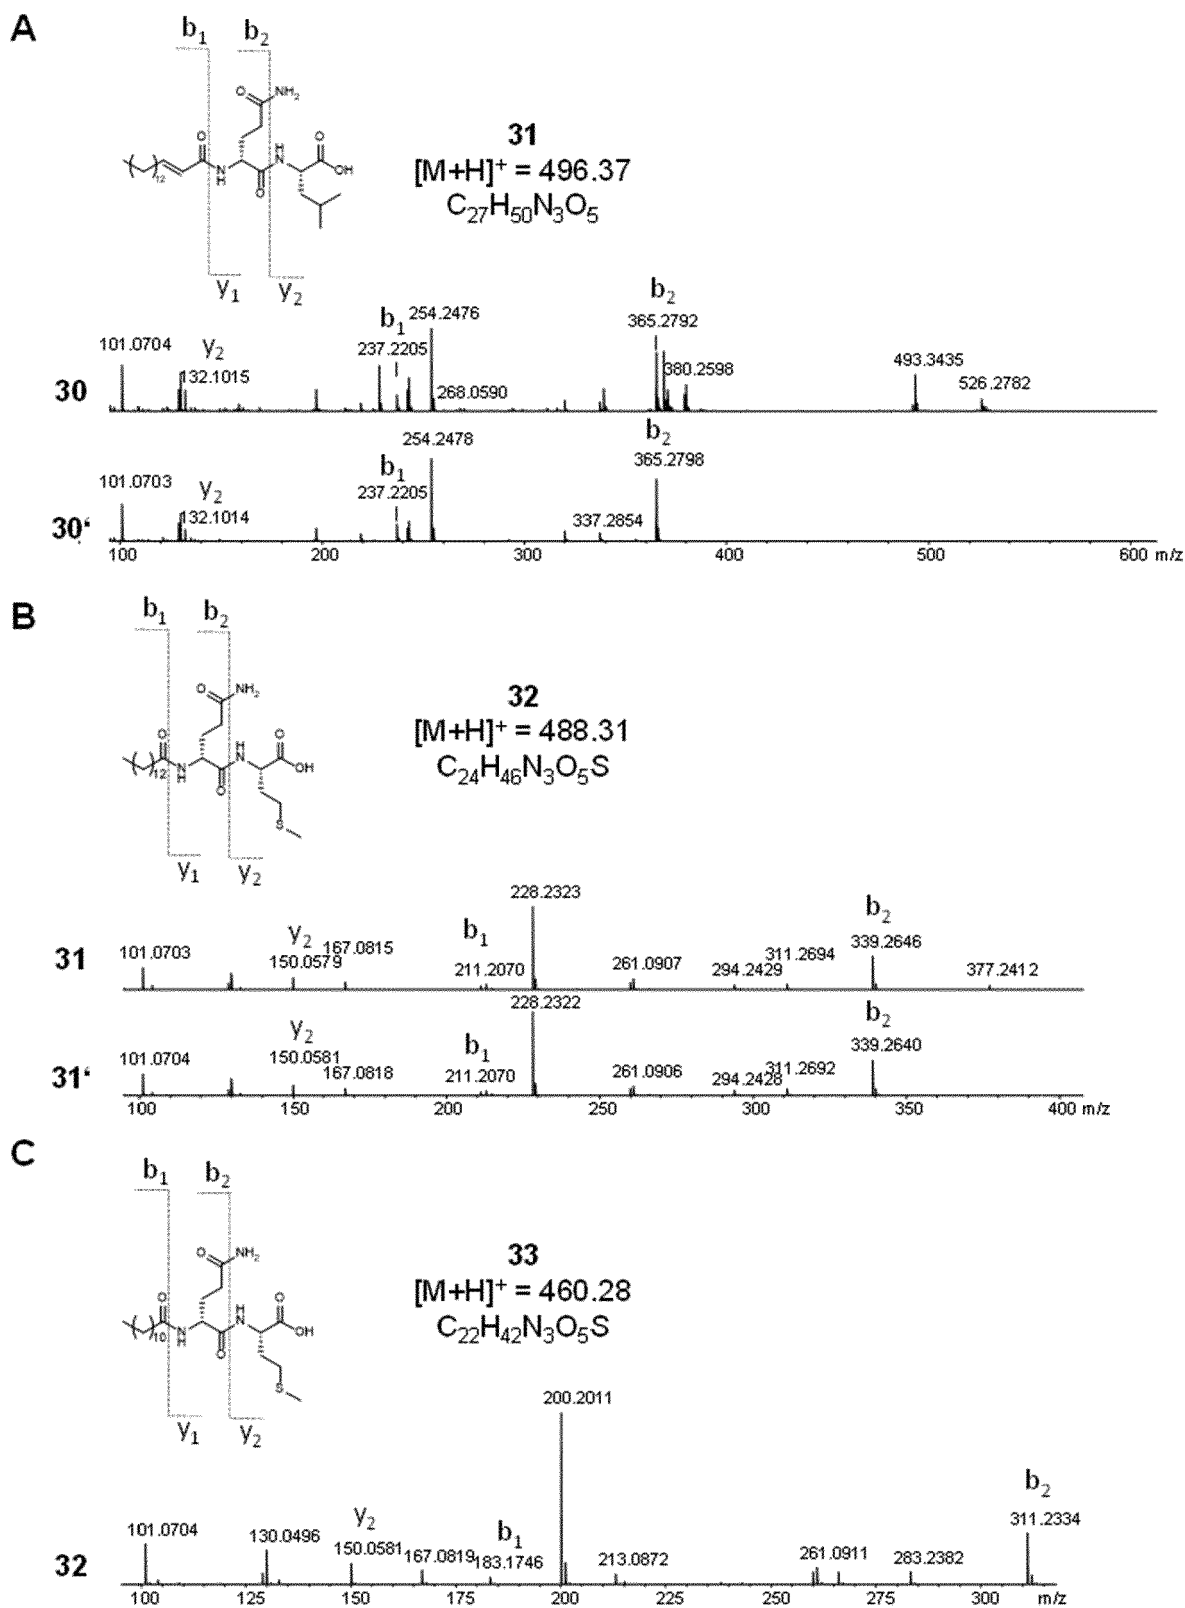 A
b1 b2
O NH2
O H O
OH
12 N H O
y1 y2
31
[M+H]+ = 496.37
C27H50N3O5
30
101.0704 y2 132.1015 b1 237.2205 254.2476 268.0590 b2 365.2792 380.2598 493.3435 526.2782
30‘
101.0703 y2 132.1014 b1 237.2205 254.2478 337.2854 b2 365.2798
100 200 300 400 500 600 m/z
B
b1 b2
O NH2
O H N O
OH
12 N H O
S
y1 y2
32
[M+H]+ = 488.31
C24H46N3O5S
31
101.0703 y2 150.0579 167.0815 b1 211.2070 228.2323 261.0907 294.2429 311.2694 b2 339.2646 377.2412
31‘
101.0704 y2 150.0581 167.0818 b1 211.2070 228.2322 261.0906 294.2428 311.2692 b2 339.2640
100 150 200 250 300 350 400 m/z
C
b1 b2
O NH2
O H N O
OH
10 N H O
S
y1 y2
33
[M+H]+ = 460.28
C22H42N3O5S
32
101.0704 130.0496 y2 150.0581 167.0819 b1 183.1746 200.2011 213.0872 261.0911 283.2382 b2 311.2334
100 125 150 175 200 225 250 275 300 m/z